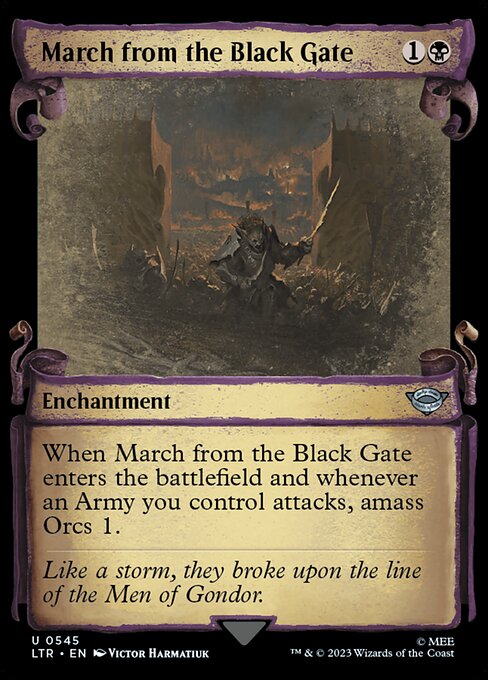 March from the Black Gate 1
Enchantment
When March from the Black Gate
enters the battlefield and whenever
an Army you control attacks, amass
Orcs 1.
Like a storm, they broke upon the line
of the Men of Gondor.
U 0545
LTR • EN Victor Harmatiuk
© MEE
™ & © 2023 Wizards of the Coast